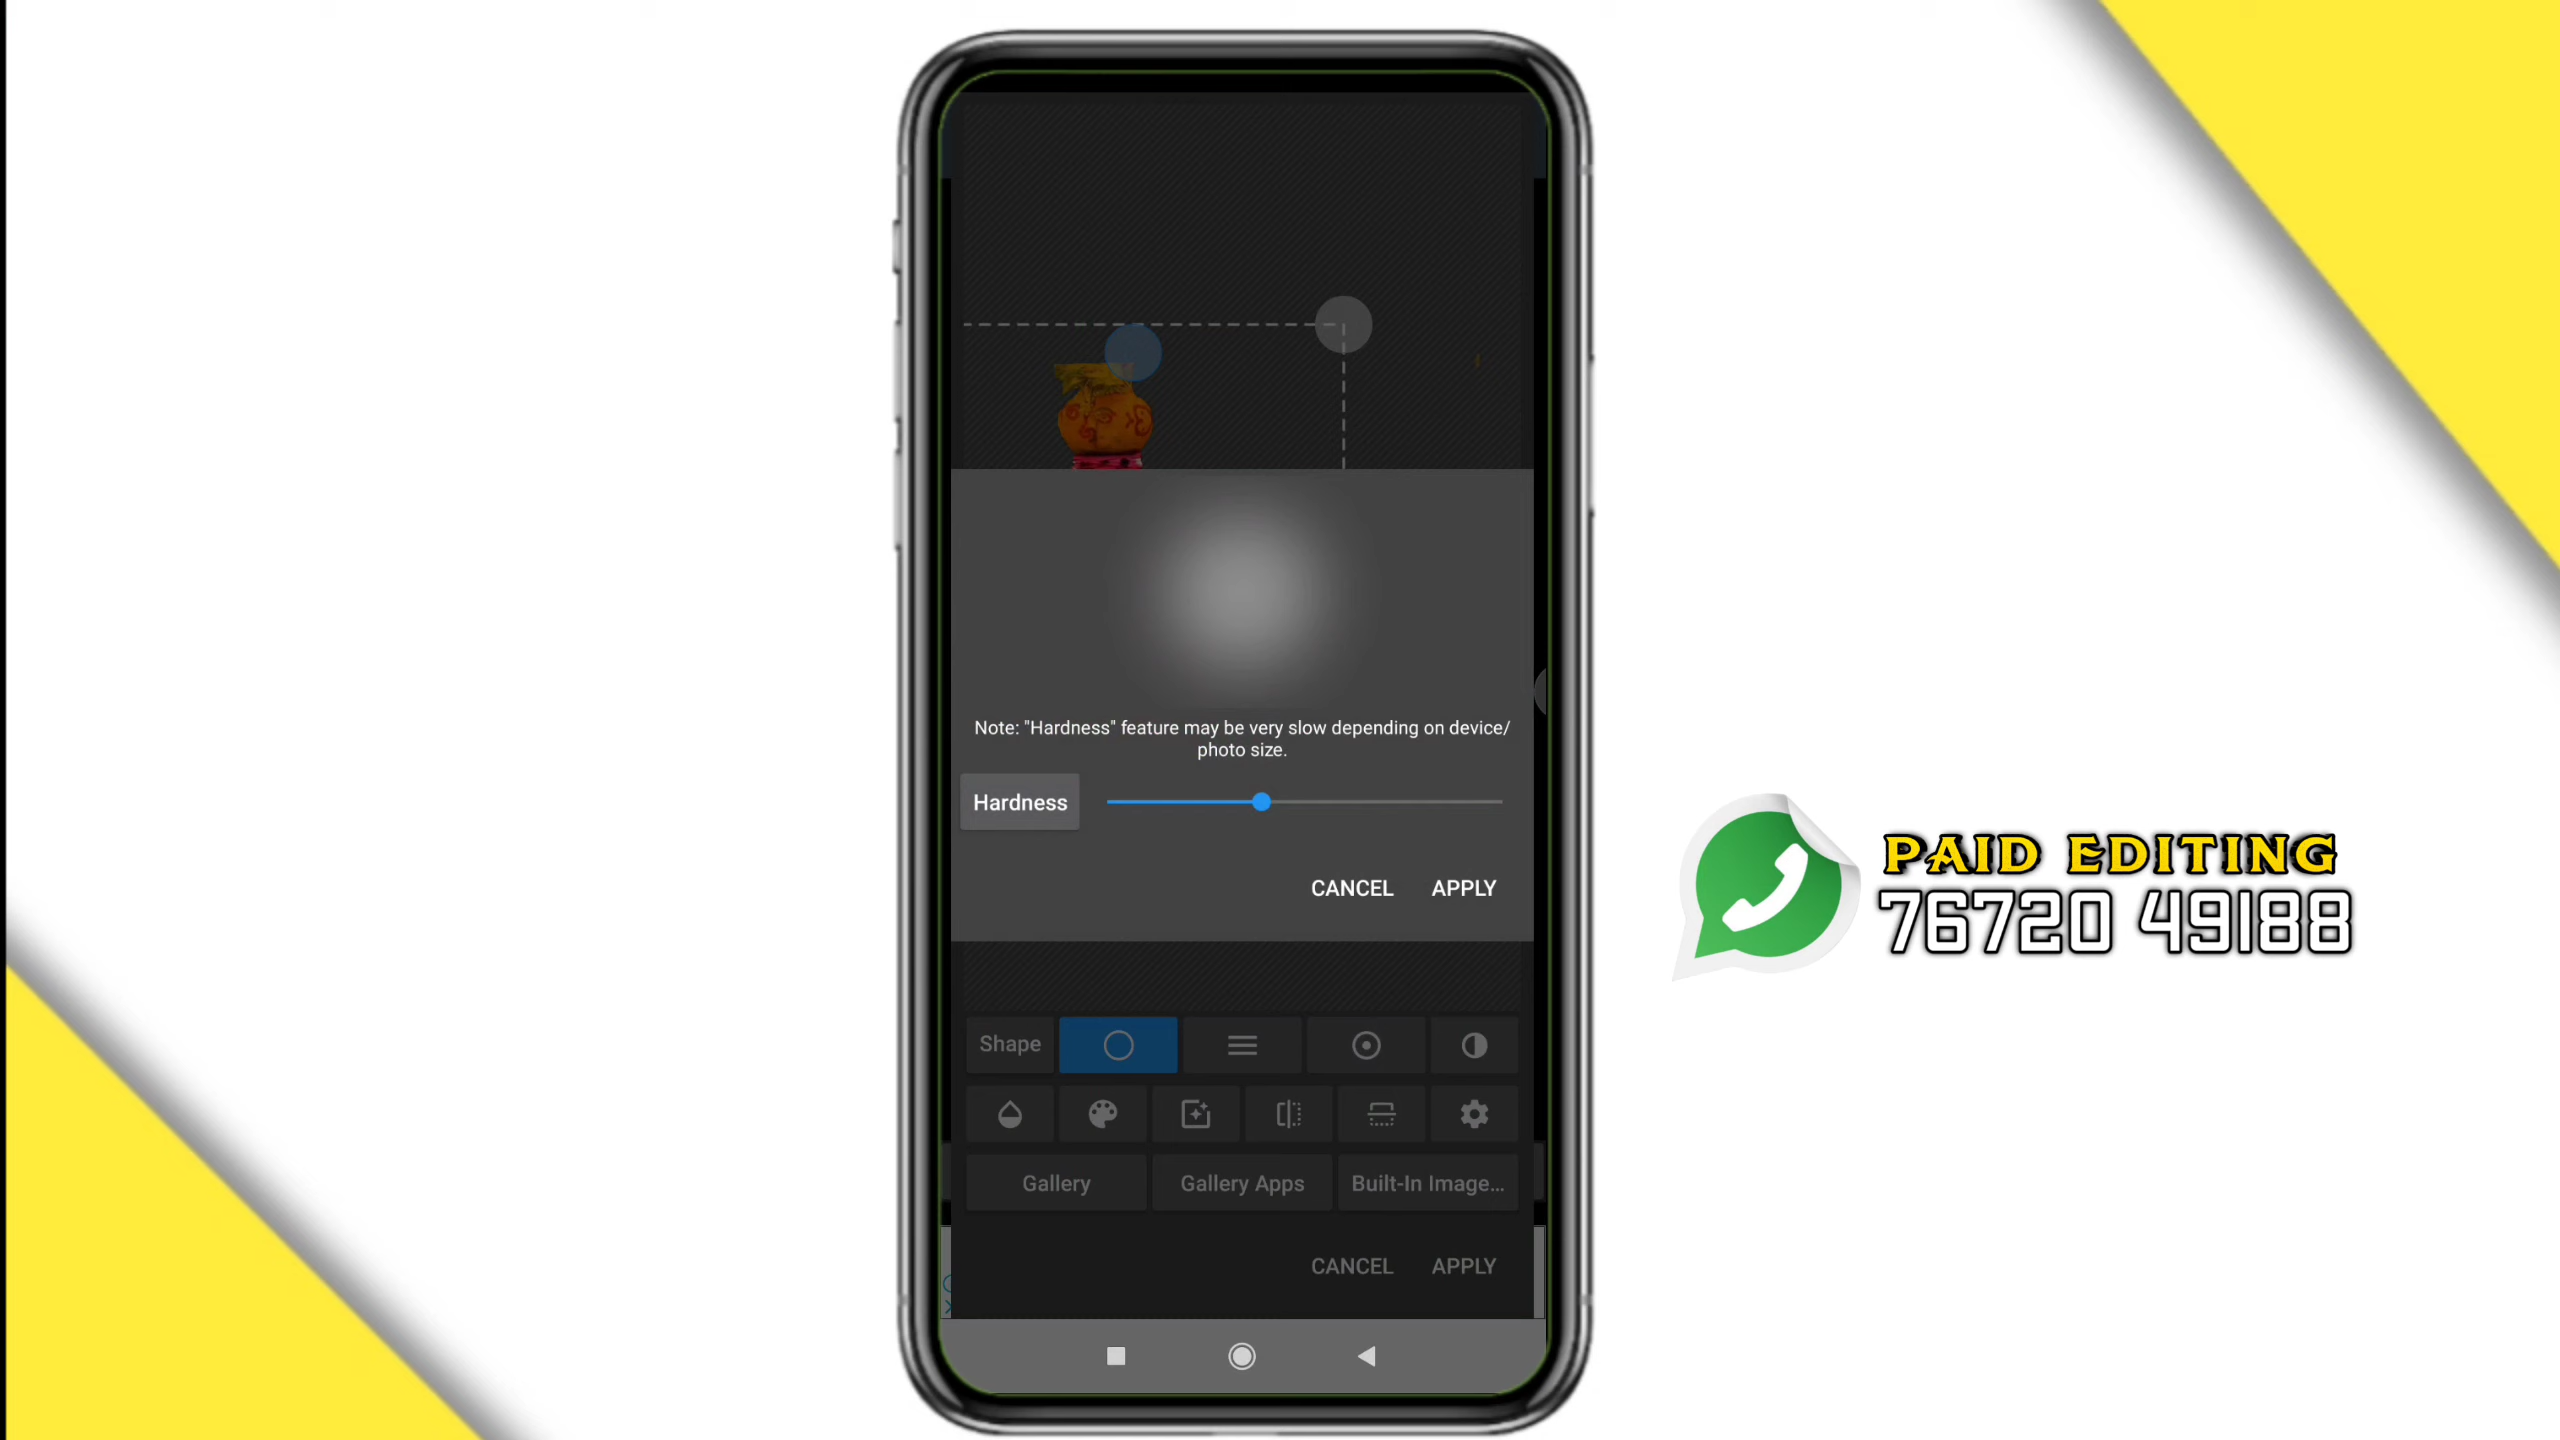 Note: "Hardness" feature may be very slow depending on device/
photo size.
Hardness
CANCEL APPLY
PAID EDITING
76720 49188
Shape
Gallery Gallery Apps Built-In Image...
CANCEL APPLY